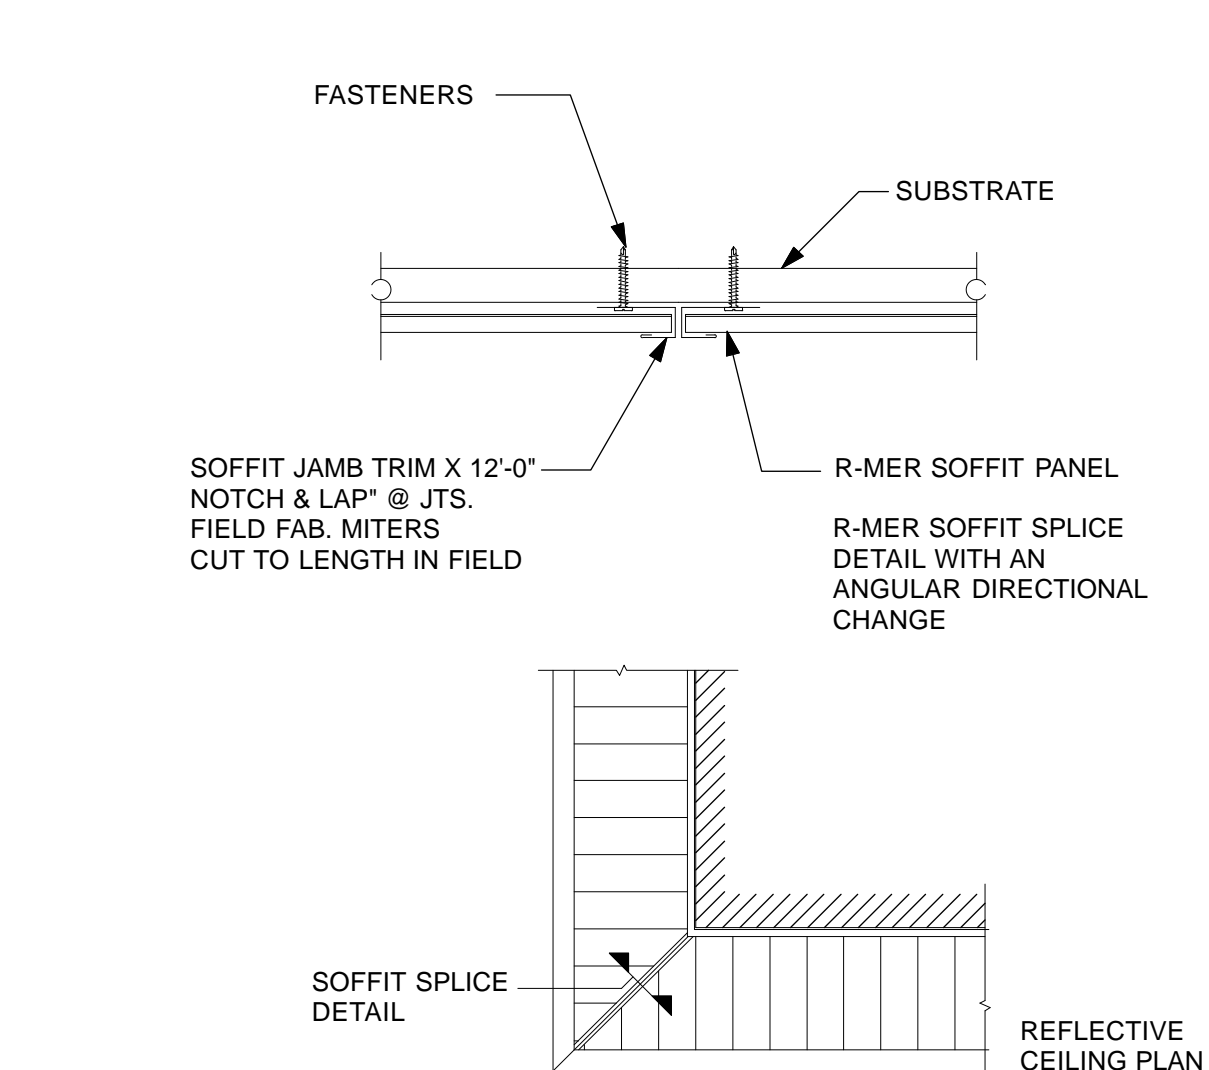 FASTENERS
SUBSTRATE
SOFFIT JAMB TRIM X 12'-0"
NOTCH & LAP" @ JTS.
FIELD FAB. MITERS
CUT TO LENGTH IN FIELD
R-MER SOFFIT PANEL
R-MER SOFFIT SPLICE
DETAIL WITH AN
ANGULAR DIRECTIONAL
CHANGE
SOFFIT SPLICE
DETAIL
REFLECTIVE
CEILING PLAN